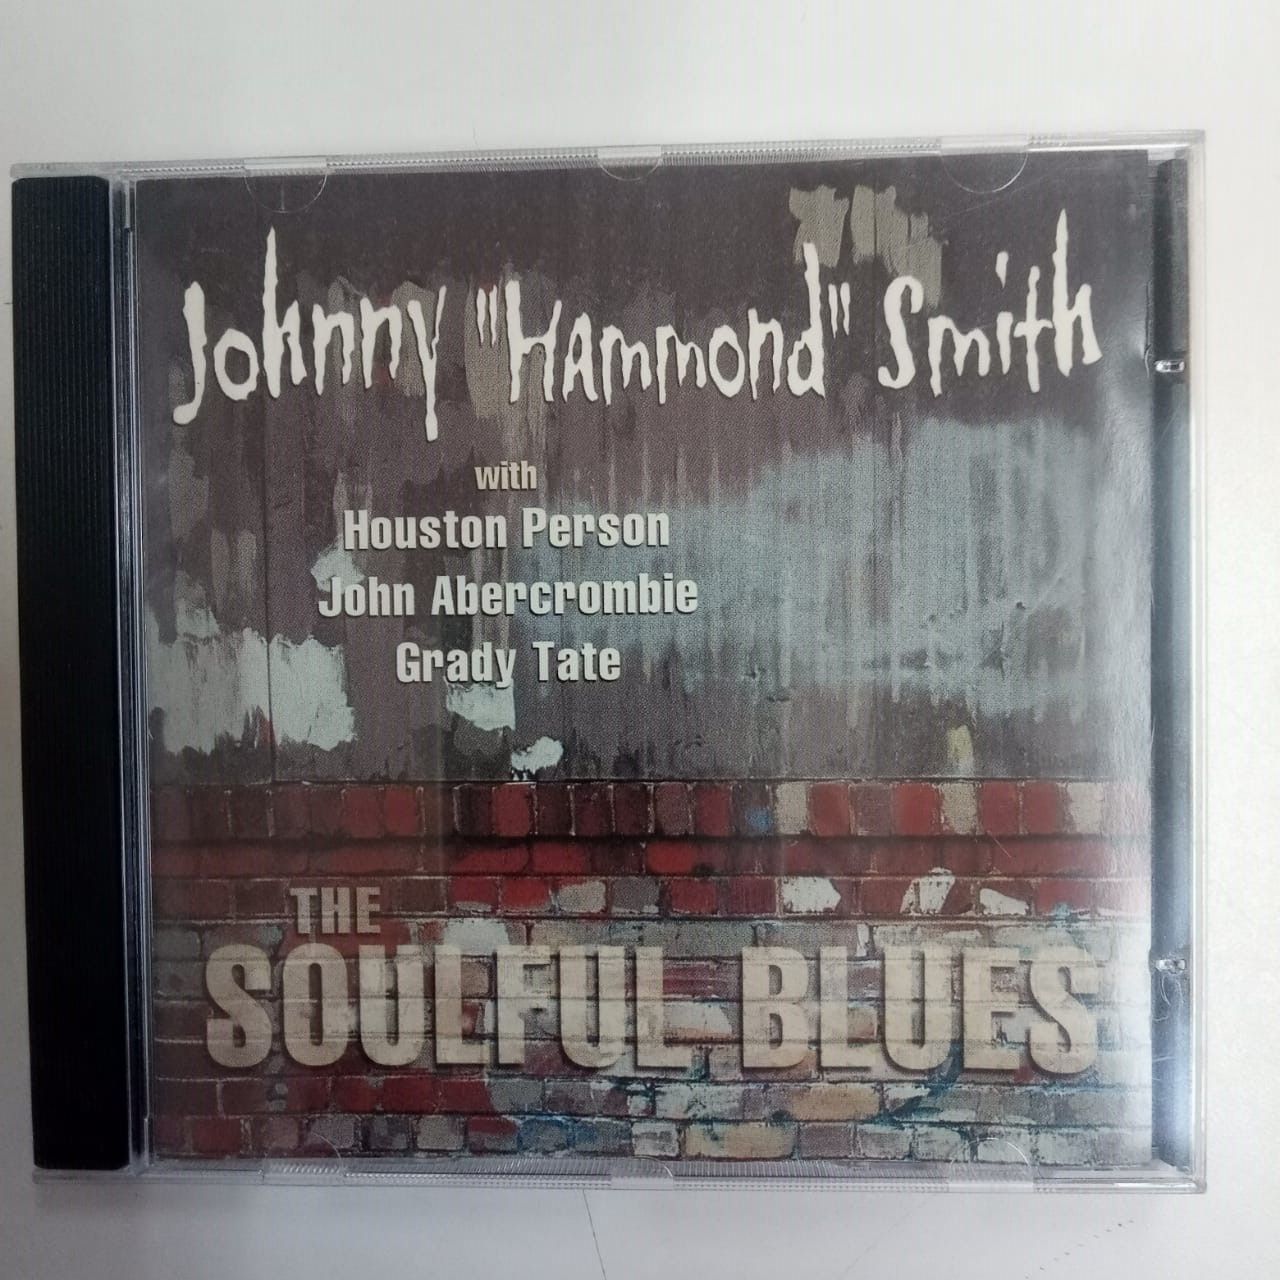 Johnny "Hammond" Smith
with
Houston Person
John Abercrombie
Grady Tate
THE
SOULFUL BLUES